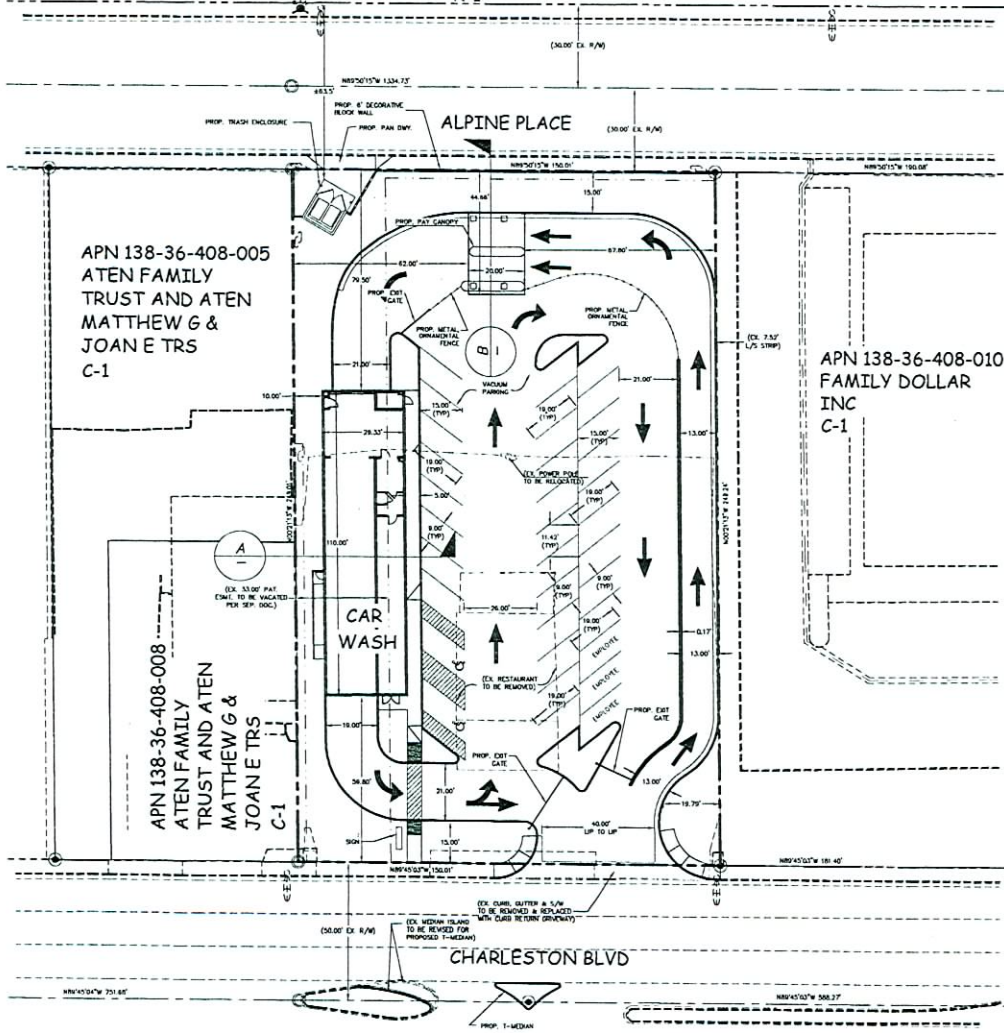 (30.00' EX. R/W)
N89°50'15"W 1334.73'
±63.5'
PROP. 6' DECORATIVE
BLOCK WALL
PROP. TRASH ENCLOSURE
PROP. PAN DWY.
ALPINE PLACE
(30.00' EX. R/W)
N89°50'15"W 150.01'
N89°50'15"W 190.08'
44.66'
15.00'
PROP. PAY CANOPY
67.80'
62.00'
20.00'
79.50'
APN 138-36-408-005
ATEN FAMILY
TRUST AND ATEN
MATTHEW G &
JOAN E TRS
C-1
PROP. EXIT
GATE
PROP. METAL
ORNAMENTAL
FENCE
PROP. METAL
ORNAMENTAL
FENCE
(EX. 7.53'
L/S STRIP)
B
1
APN 138-36-408-010
FAMILY DOLLAR
INC
C-1
21.00'
VACUUM
PARKING
21.00'
10.00'
15.00'
(TYP)
19.00'
(TYP)
15.00'
(TYP)
13.00'
29.33'
19.00'
(TYP)
(EX. POWER POLE
TO BE RELOCATED)
5.00'
19.00'
(TYP)
N00°21'13"W 249.24'
9.00'
(TYP)
11.42'
(TYP)
110.00'
A
(EX. 53.00' PAT.
ESMT. TO BE VACATED
PER SEP. DOC.)
9.00'
(TYP)
9.00'
(TYP)
26.00'
CAR
WASH
19.00'
(TYP)
0.17'
13.00'
EMPLOYEE
EMPLOYEE
EMPLOYEE
(EX. RESTAURANT
TO BE REMOVED)
19.00'
(TYP)
APN 138-36-408-008
ATEN FAMILY
TRUST AND ATEN
MATTHEW G &
JOAN E TRS
C-1
19.00'
PROP. EXIT
GATE
PROP. EXIT
GATE
56.80'
21.00'
13.00'
19.79'
40.00'
LIP TO LIP
SIGN
15.00'
N89°45'03"W 150.01'
N89°45'03"W 181.40'
(EX. CURB, GUTTER & S/W
TO BE REMOVED & REPLACED
WITH CURB RETURN DRIVEWAY)
(50.00' EX. R/W)
(EX. MEDIAN ISLAND
TO BE REVISED FOR
PROPOSED T-MEDIAN)
CHARLESTON BLVD
N89°45'04"W 751.68'
N89°45'03"W 588.27'
PROP. T-MEDIAN